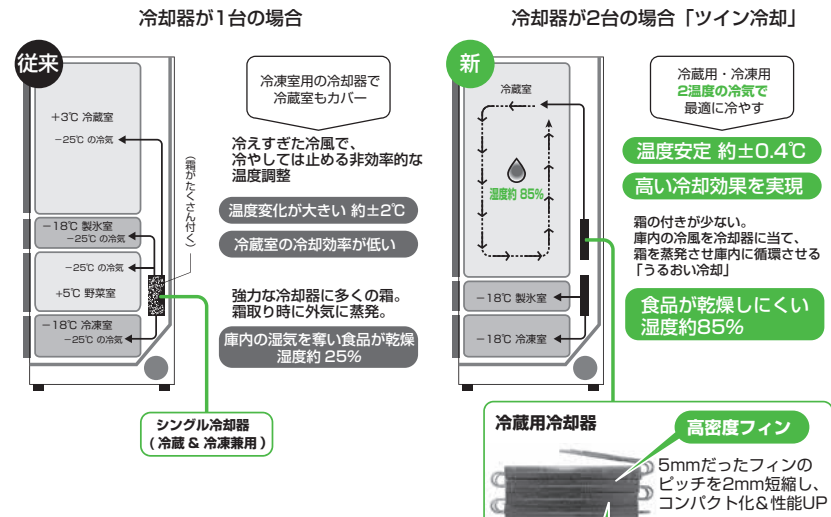 冷却器が1台の場合
従来
冷凍室用の冷却器で
冷蔵室もカバー
+3℃ 冷蔵室
−25℃ の冷気
冷えすぎた冷風で、
冷やしては止める非効率的な
温度調整
(霜がたくさん付く)
温度変化が大きい 約±2℃
−18℃ 製氷室
−25℃ の冷気
冷蔵室の冷却効率が低い
−25℃ の冷気
+5℃ 野菜室
強力な冷却器に多くの霜。
霜取り時に外気に蒸発。
−18℃ 冷凍室
−25℃ の冷気
庫内の湿気を奪い食品が乾燥
湿度約 25%
シングル冷却器
( 冷蔵 & 冷凍兼用 )
冷却器が2台の場合「ツイン冷却」
新
冷蔵室
冷蔵用・冷凍用
2温度の冷気で
最適に冷やす
温度安定 約±0.4℃
高い冷却効果を実現
湿度約 85%
霜の付きが少ない。
庫内の冷風を冷却器に当て、
霜を蒸発させ庫内に循環させる
「うるおい冷却」
−18℃ 製氷室
食品が乾燥しにくい
湿度約85%
−18℃ 冷凍室
冷蔵用冷却器
高密度フィン
5mmだったフィンの
ピッチを2mm短縮し、
コンパクト化&性能UP